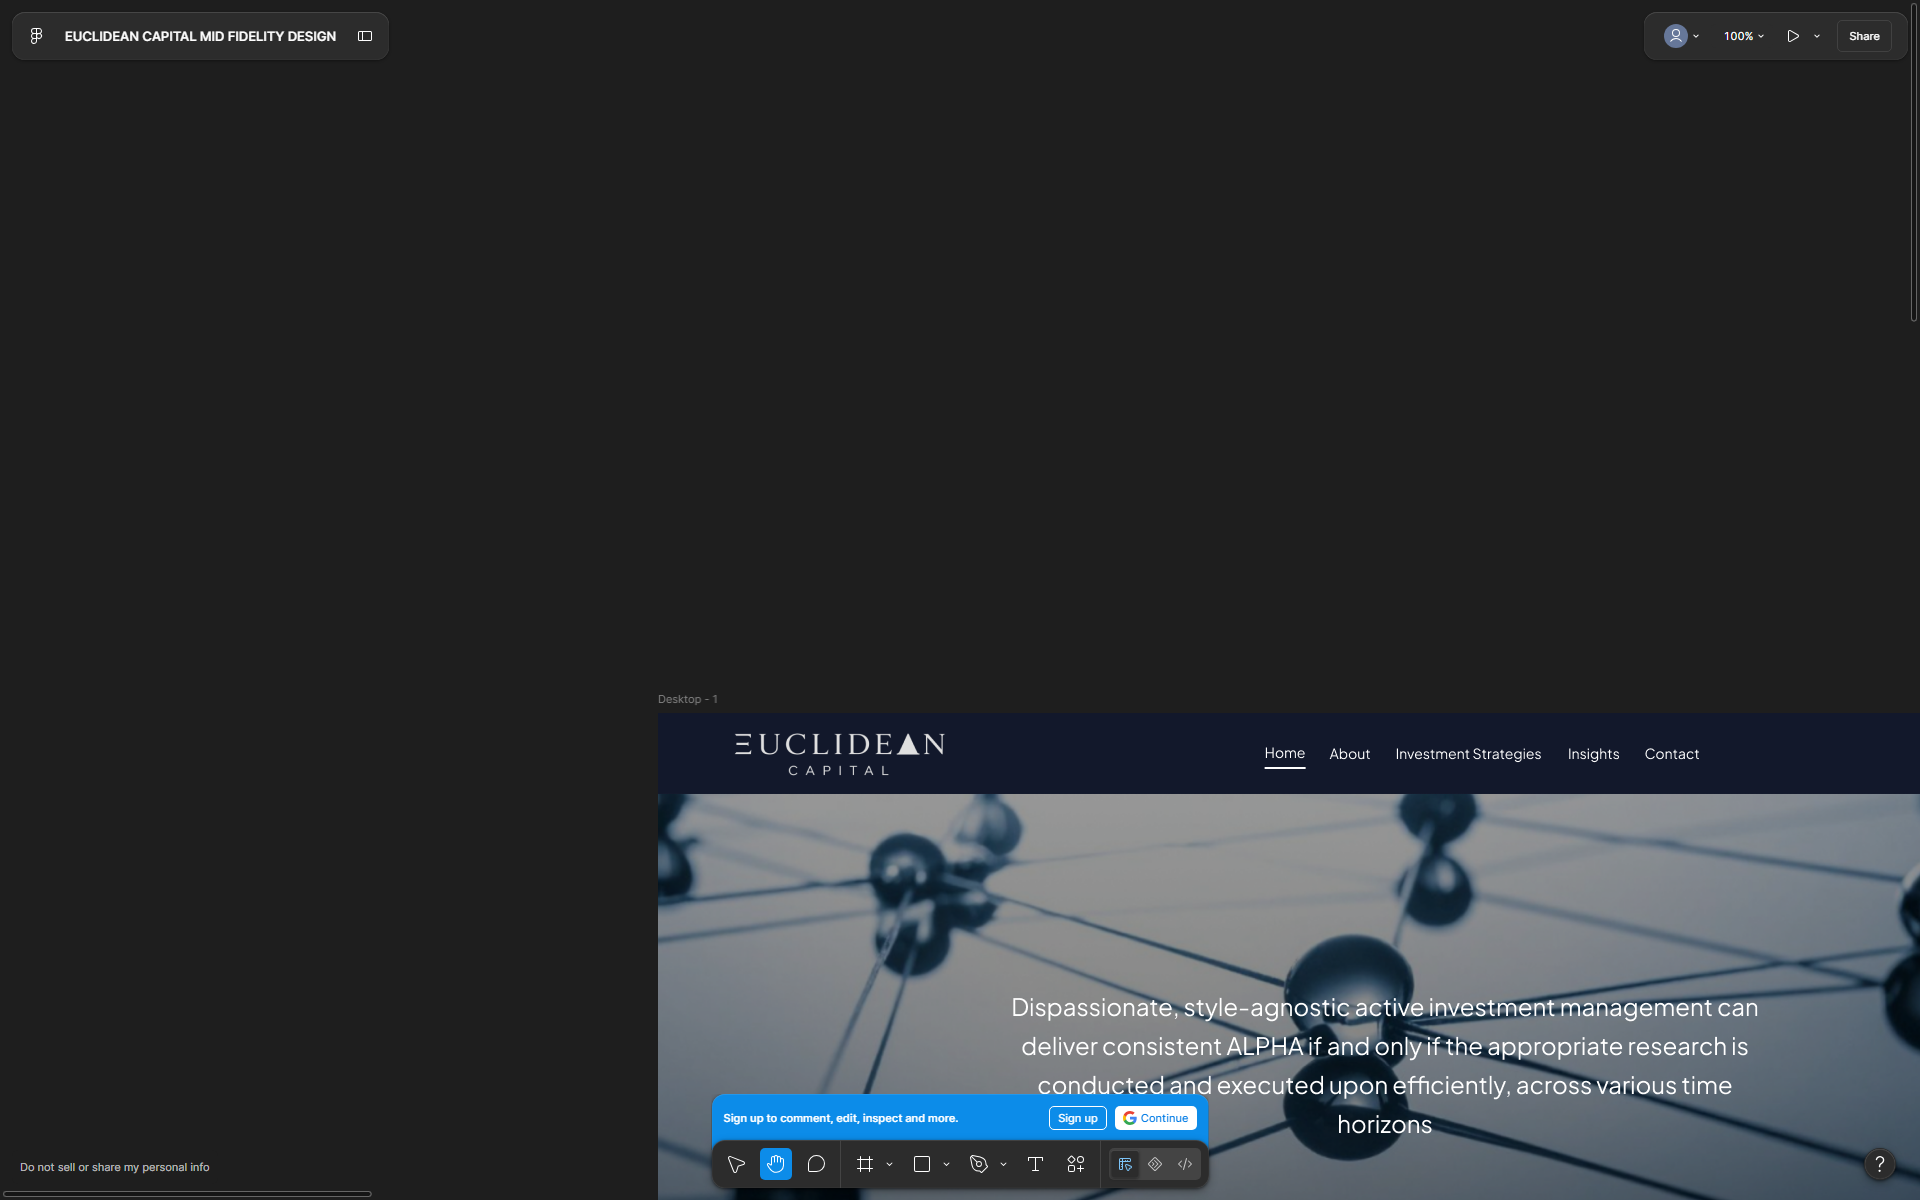 EUCLIDEAN CAPITAL MID FIDELITY DESIGN
100%
Share
Desktop - 1
EUCLIDEAN
CAPITAL
Home
About
Investment Strategies
Insights
Contact
Dispassionate, style-agnostic active investment management can
deliver consistent ALPHA if and only if the appropriate research is
conducted and executed upon efficiently, across various time
horizons
Sign up to comment, edit, inspect and more.
Sign up
Continue
Do not sell or share my personal info
?